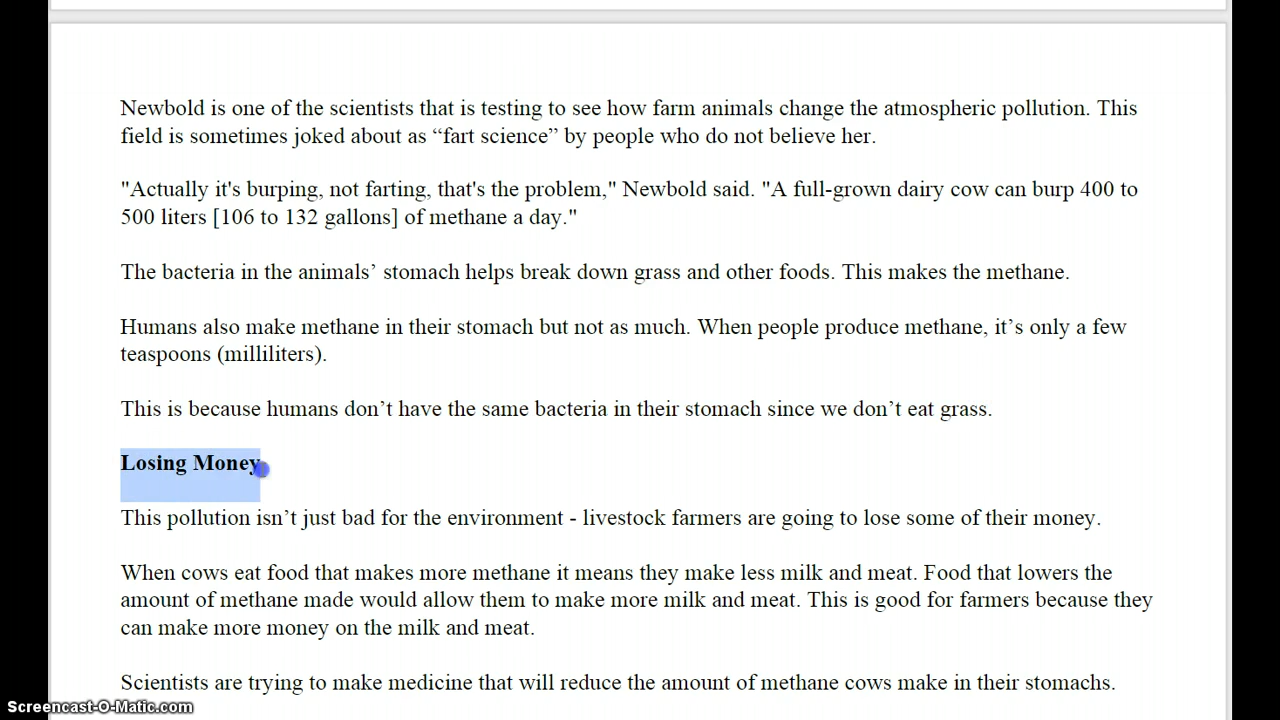 Newbold is one of the scientists that is testing to see how farm animals change the atmospheric pollution. This
field is sometimes joked about as “fart science” by people who do not believe her.
"Actually it's burping, not farting, that's the problem," Newbold said. "A full-grown dairy cow can burp 400 to
500 liters [106 to 132 gallons] of methane a day."
The bacteria in the animals’ stomach helps break down grass and other foods. This makes the methane.
Humans also make methane in their stomach but not as much. When people produce methane, it’s only a few
teaspoons (milliliters).
This is because humans don’t have the same bacteria in their stomach since we don’t eat grass.
Losing Money
This pollution isn’t just bad for the environment - livestock farmers are going to lose some of their money.
When cows eat food that makes more methane it means they make less milk and meat. Food that lowers the
amount of methane made would allow them to make more milk and meat. This is good for farmers because they
can make more money on the milk and meat.
Scientists are trying to make medicine that will reduce the amount of methane cows make in their stomachs.
Screencast-O-Matic.com